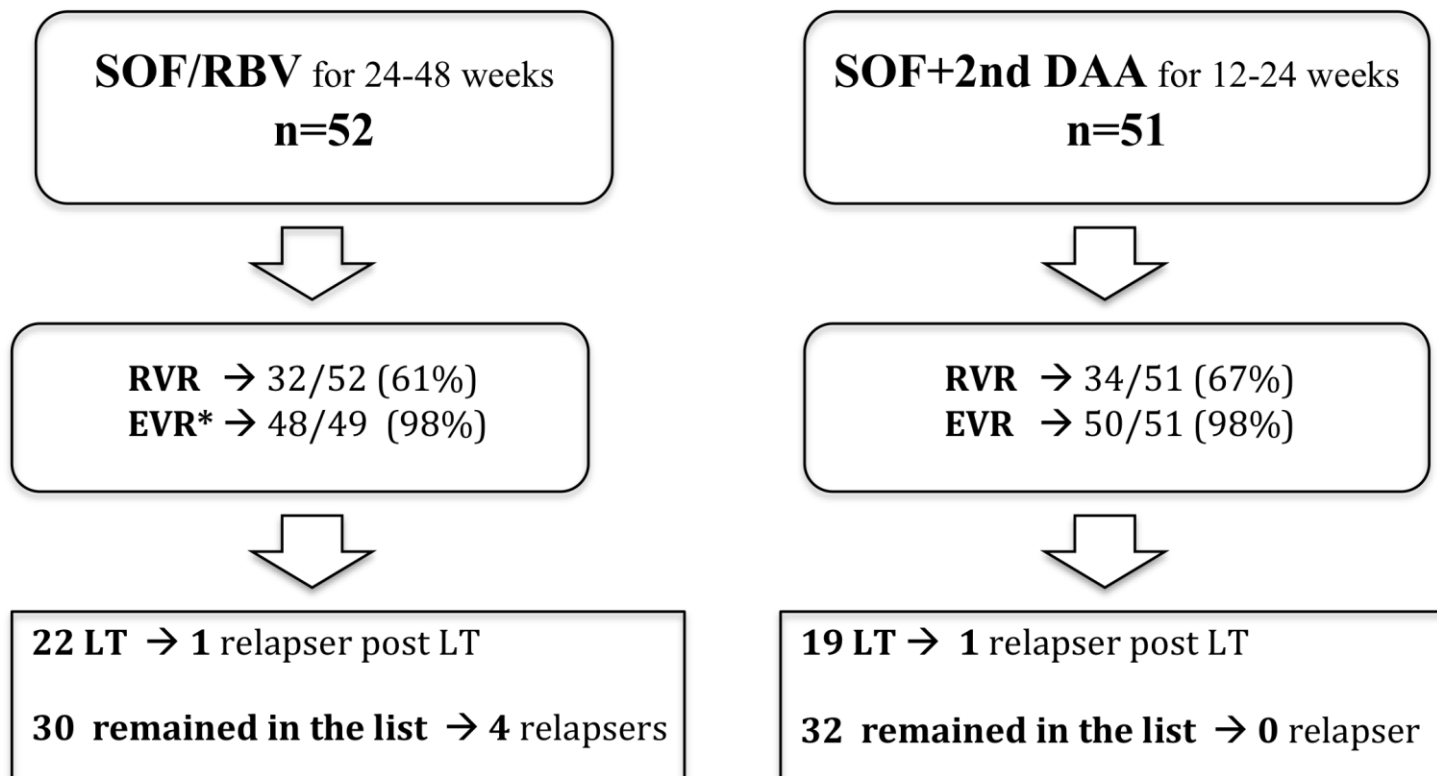 SOF/RBV for 24-48 weeks
n=52
RVR → 32/52 (61%)
EVR* → 48/49 (98%)
22 LT → 1 relapser post LT
30 remained in the list → 4 relapsers
SOF+2nd DAA for 12-24 weeks
n=51
RVR → 34/51 (67%)
EVR → 50/51 (98%)
19 LT → 1 relapser post LT
32 remained in the list → 0 relapser